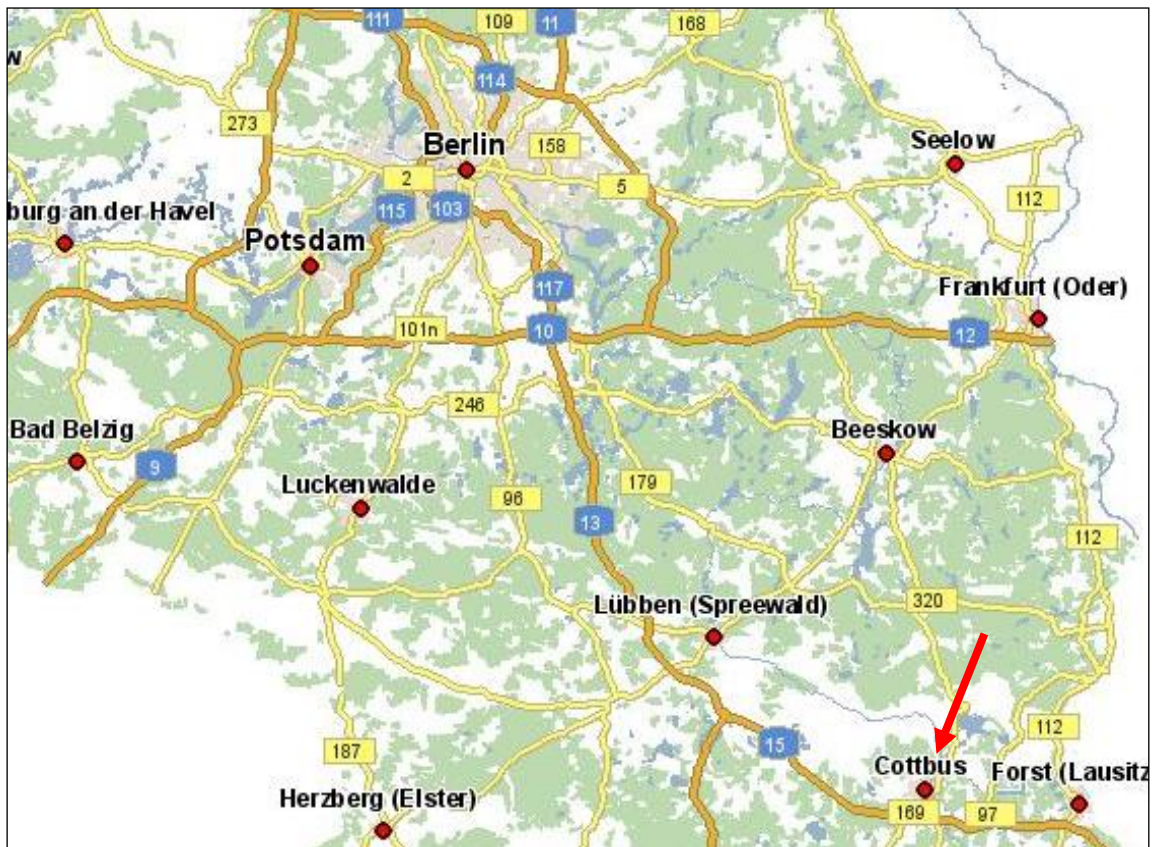 111
109
11
168
w
114
273
Berlin
158
Seelow
2
5
115
103
112
burg an der Havel
Potsdam
117
Frankfurt (Oder)
101n
10
12
246
Bad Belzig
Beeskow
9
Luckenwalde
96
179
13
112
Lübben (Spreewald)
320
15
112
187
Cottbus
Forst (Lausitz
Herzberg (Elster)
169
97